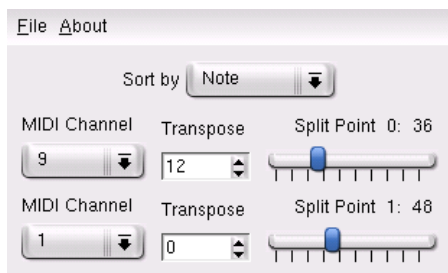 File About
Sort by Note
MIDI Channel Transpose Split Point 0: 36
9 12
MIDI Channel Transpose Split Point 1: 48
1 0